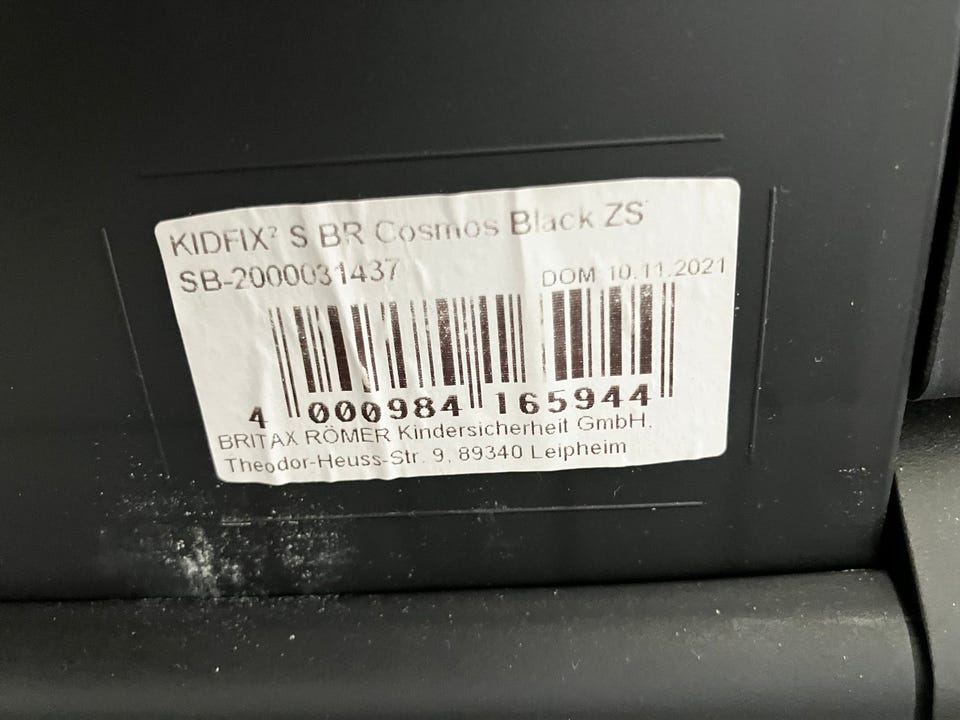 KIDFIX² S BR Cosmos Black ZS
SB-2000031437
DOM 10.11.2021
4 000984 165944
BRITAX RÖMER Kindersicherheit GmbH,
Theodor-Heuss-Str. 9, 89340 Leipheim